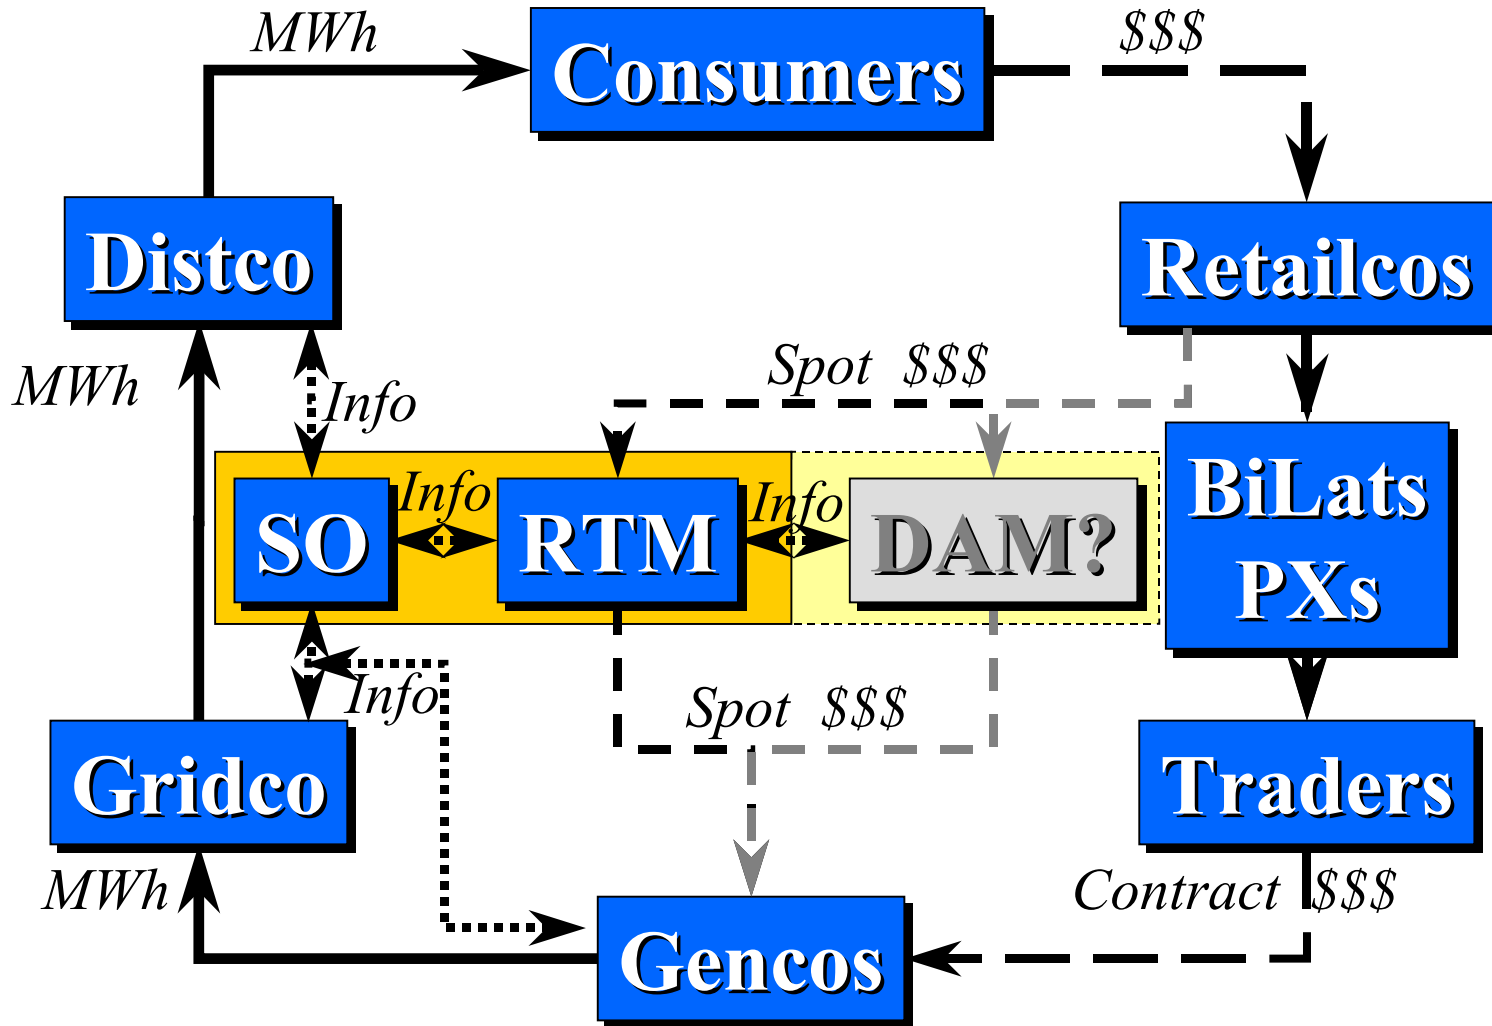 MWh
Consumers
$$$
Distco
Retailcos
MWh
Info
Spot $$$
SO
Info
RTM
Info
DAM?
BiLats
PXs
Info
Spot $$$
Gridco
Traders
MWh
Contract $$$
Gencos